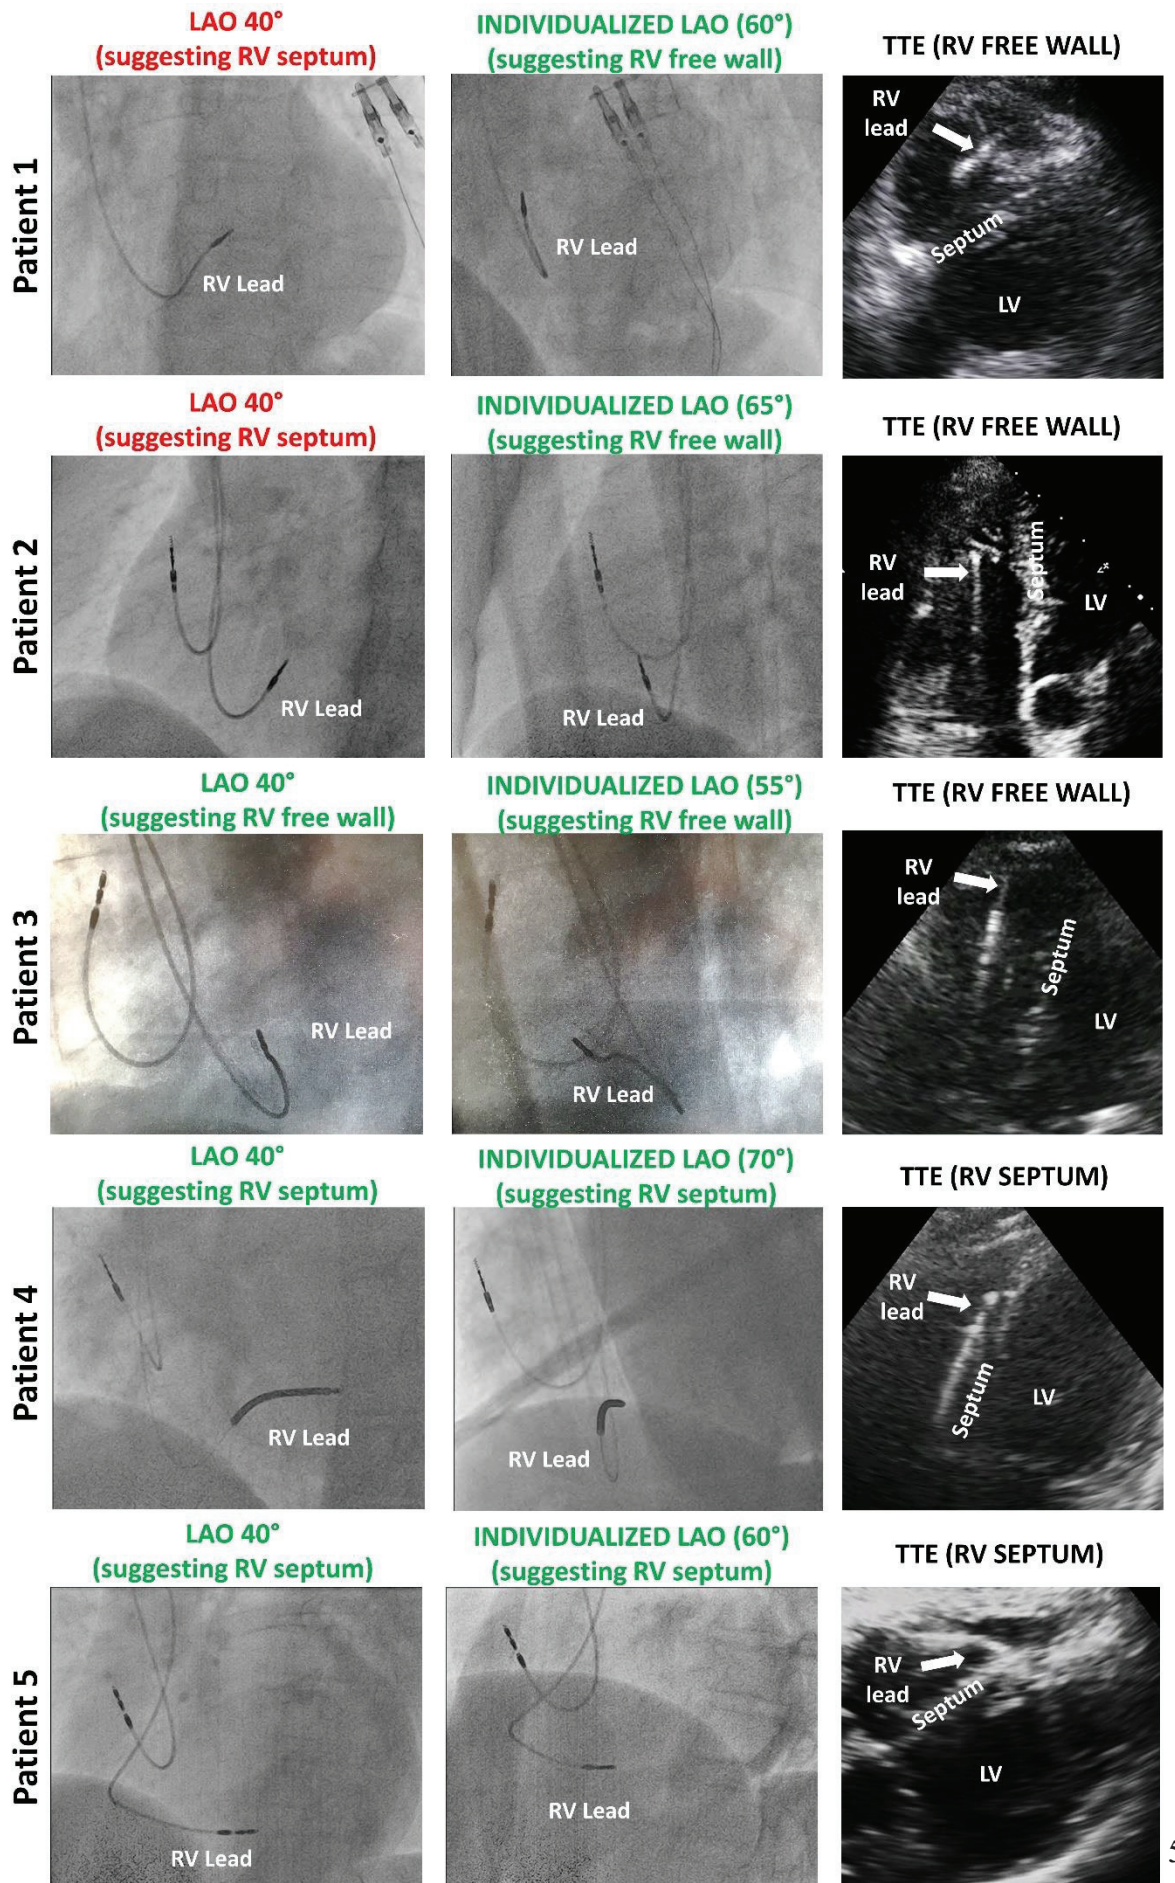 LAO 40°
(suggesting RV septum)
INDIVIDUALIZED LAO (60°)
(suggesting RV free wall)
TTE (RV FREE WALL)
Patient 1
RV Lead
RV Lead
RV
lead
Septum
LV
LAO 40°
(suggesting RV septum)
INDIVIDUALIZED LAO (65°)
(suggesting RV free wall)
TTE (RV FREE WALL)
Patient 2
RV Lead
RV Lead
RV
lead
Septum
LV
LAO 40°
(suggesting RV free wall)
INDIVIDUALIZED LAO (55°)
(suggesting RV free wall)
TTE (RV FREE WALL)
Patient 3
RV Lead
RV Lead
RV
lead
Septum
LV
LAO 40°
(suggesting RV septum)
INDIVIDUALIZED LAO (70°)
(suggesting RV septum)
TTE (RV SEPTUM)
Patient 4
RV Lead
RV Lead
RV
lead
Septum
LV
LAO 40°
(suggesting RV septum)
INDIVIDUALIZED LAO (60°)
(suggesting RV septum)
TTE (RV SEPTUM)
Patient 5
RV Lead
RV Lead
RV
lead
Septum
LV